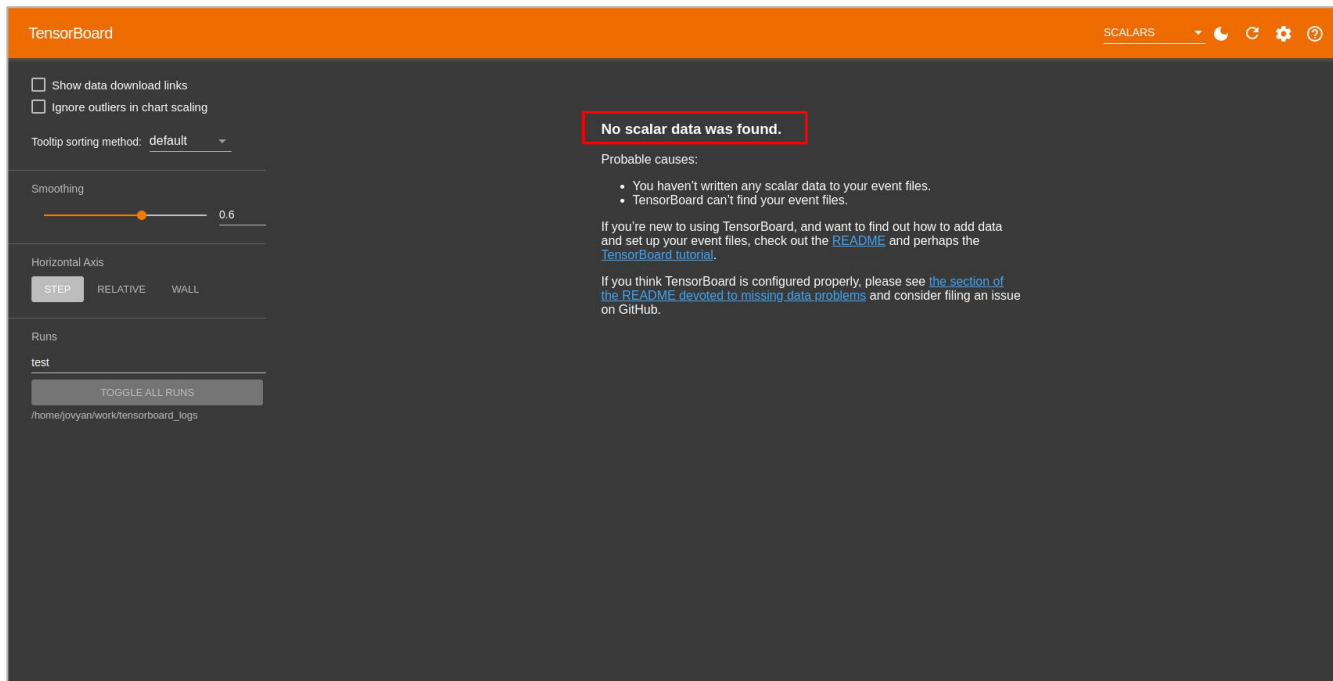 TensorBoard
SCALARS
Show data download links
Ignore outliers in chart scaling
Tooltip sorting method: default
Smoothing
0.6
Horizontal Axis
STEP RELATIVE WALL
Runs
test
TOGGLE ALL RUNS
/home/jovyan/work/tensorboard_logs
No scalar data was found.
Probable causes:
• You haven't written any scalar data to your event files.
• TensorBoard can't find your event files.
If you're new to using TensorBoard, and want to find out how to add data
and set up your event files, check out the README and perhaps the
TensorBoard tutorial.
If you think TensorBoard is configured properly, please see the section of
the README devoted to missing data problems and consider filing an issue
on GitHub.